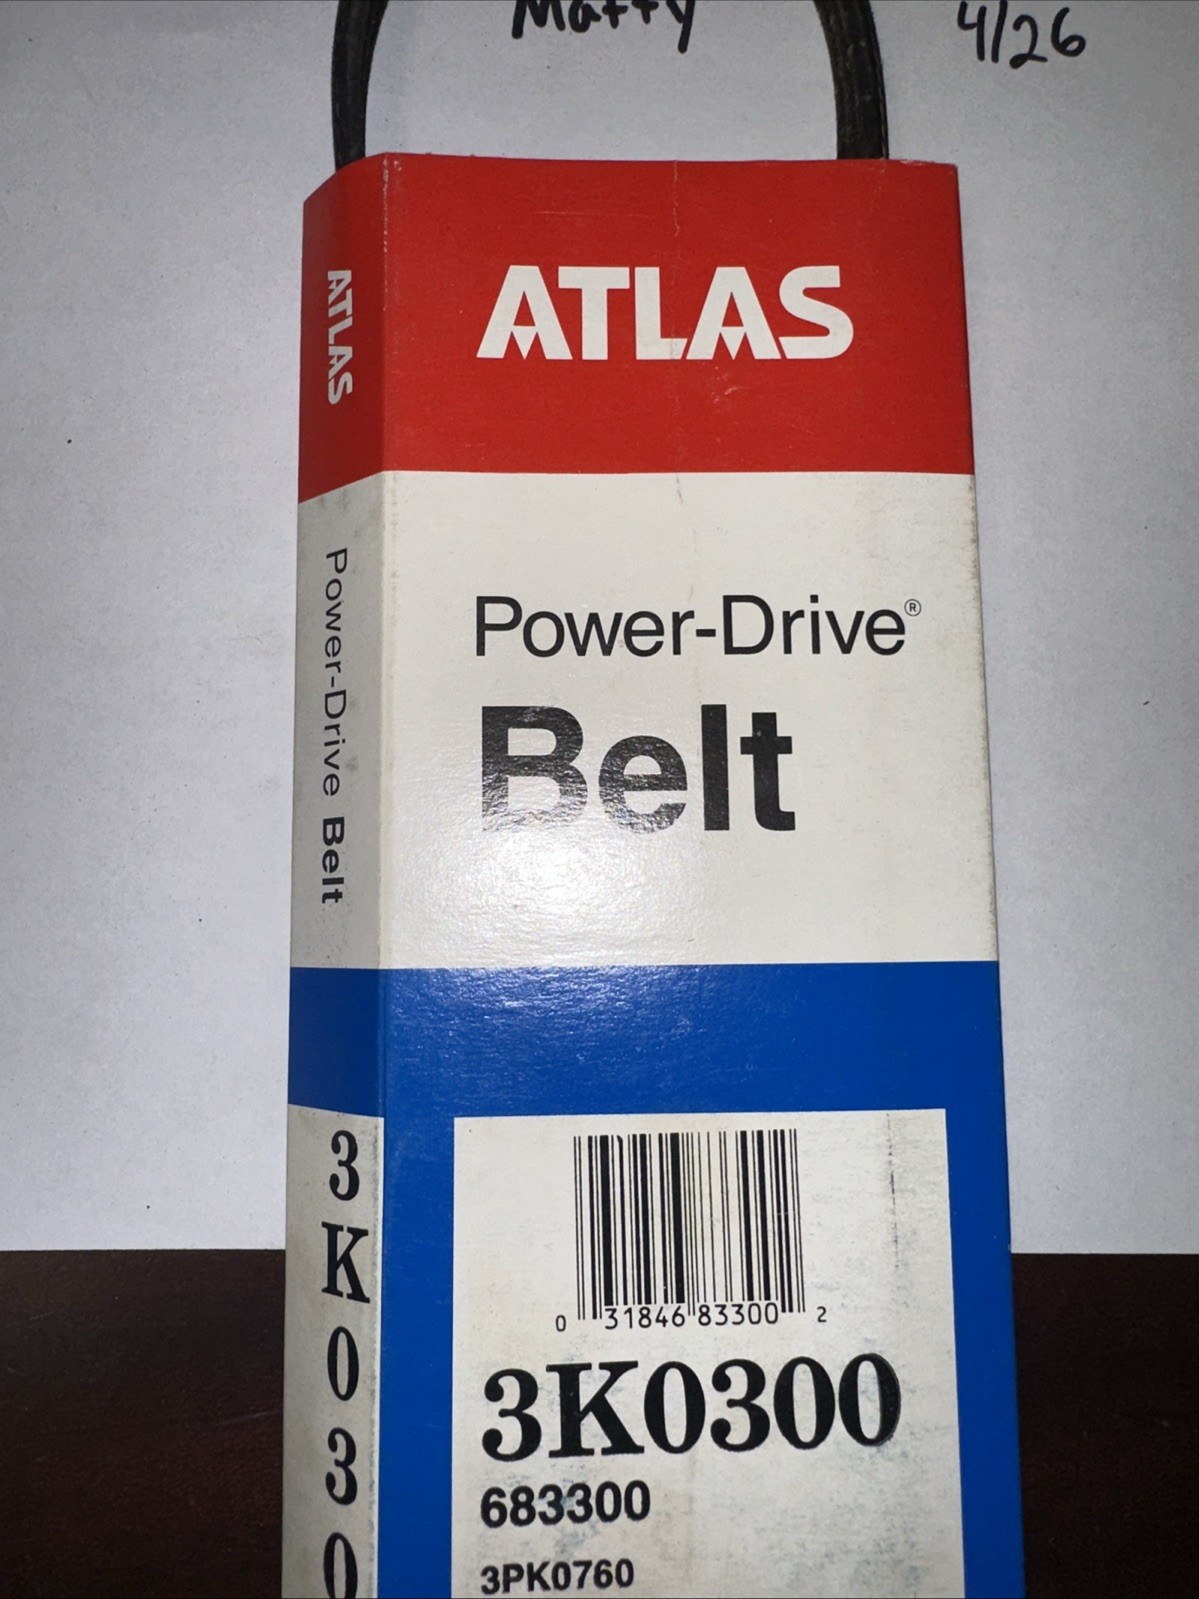 Matty 4/26
ATLAS
Power-Drive®
Belt
0 31846 83300 2
3K0300
683300
3PK0760
ATLAS
Power-Drive Belt
3K030